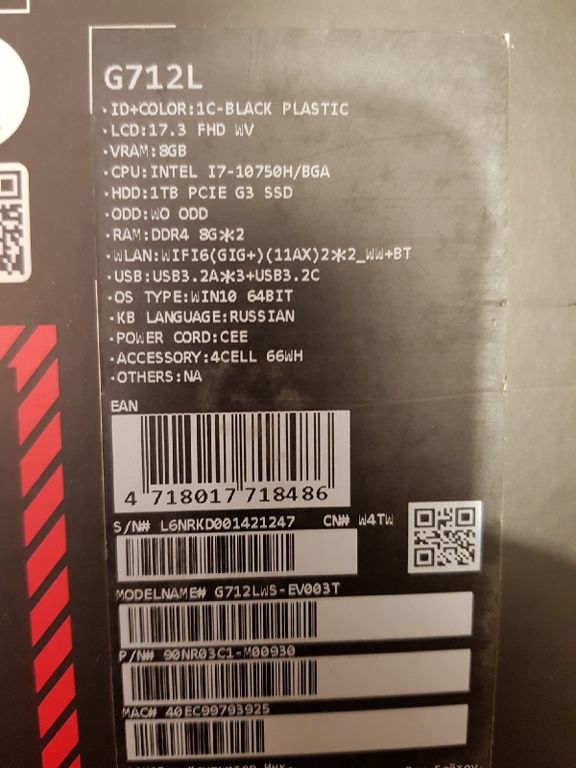 G712L
·ID+COLOR:1C-BLACK PLASTIC
·LCD:17.3 FHD WV
·VRAM:8GB
·CPU:INTEL I7-10750H/BGA
·HDD:1TB PCIE G3 SSD
·ODD:WO ODD
·RAM:DDR4 8G*2
·WLAN:WIFI6(GIG+)(11AX)2*2_WW+BT
·USB:USB3.2A*3+USB3.2C
·OS TYPE:WIN10 64BIT
·KB LANGUAGE:RUSSIAN
·POWER CORD:CEE
·ACCESSORY:4CELL 66WH
·OTHERS:NA
EAN
4 718017 718486
S/N# L6NRKD001421247 CN# W4TW
MODELNAME# G712LWS-EV003T
P/N# 90NR03C1-M00930
MAC# 40EC99793925